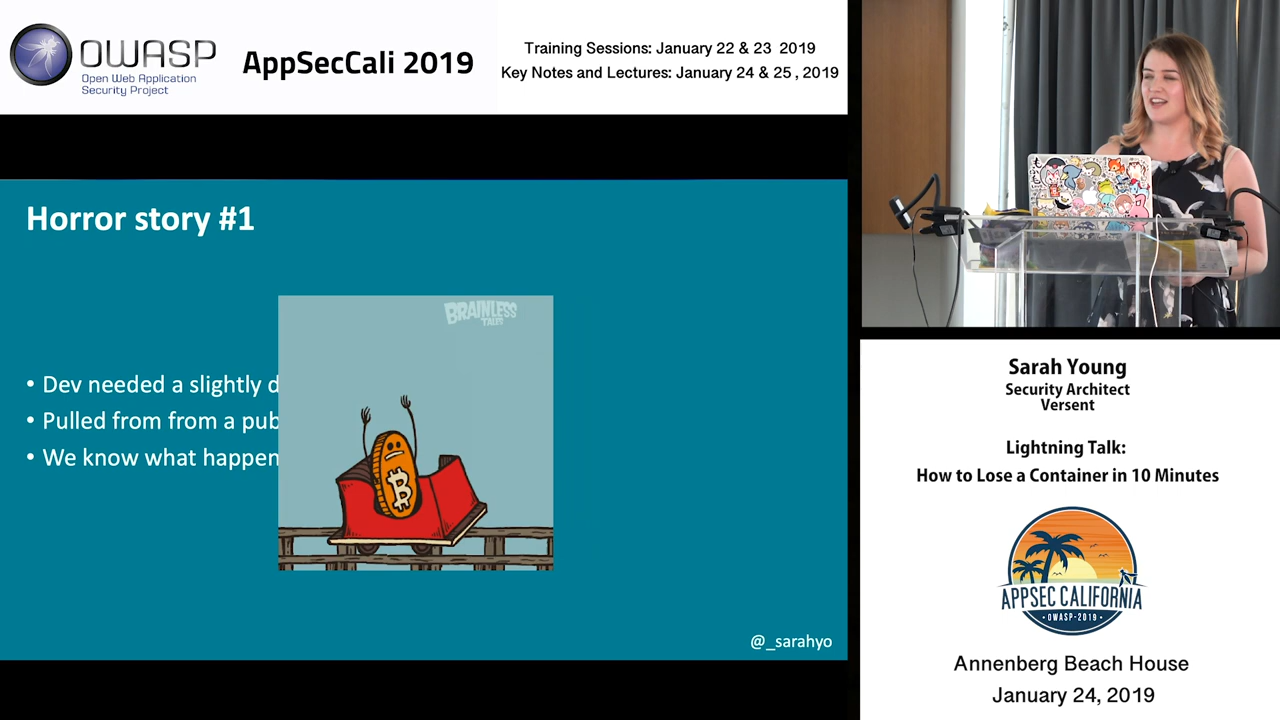 OWASP
Open Web Application
Security Project
AppSecCali 2019
Training Sessions: January 22 & 23 2019
Key Notes and Lectures: January 24 & 25 , 2019
Horror story #1
BRAINLESS
TALES
• Dev needed a slightly d
• Pulled from from a pub
• We know what happen
@_sarahyo
Sarah Young
Security Architect
Versent
Lightning Talk:
How to Lose a Container in 10 Minutes
APPSEC CALIFORNIA
• OWASP-2019 •
Annenberg Beach House
January 24, 2019